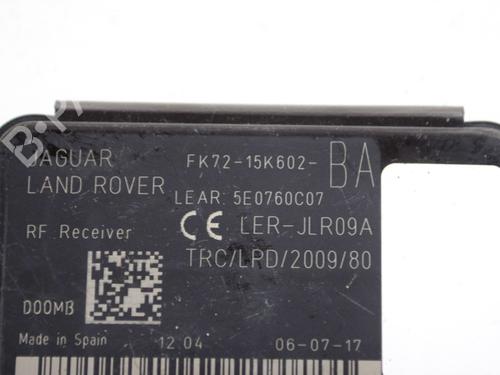 JAGUAR FK72-15K602-BA
LAND ROVER
LEAR: 5E0760C07
CE LER-JLR09A
RF Receiver
TRC/LPD/2009/80
D00MB
Made in Spain 12 04 06-07-17